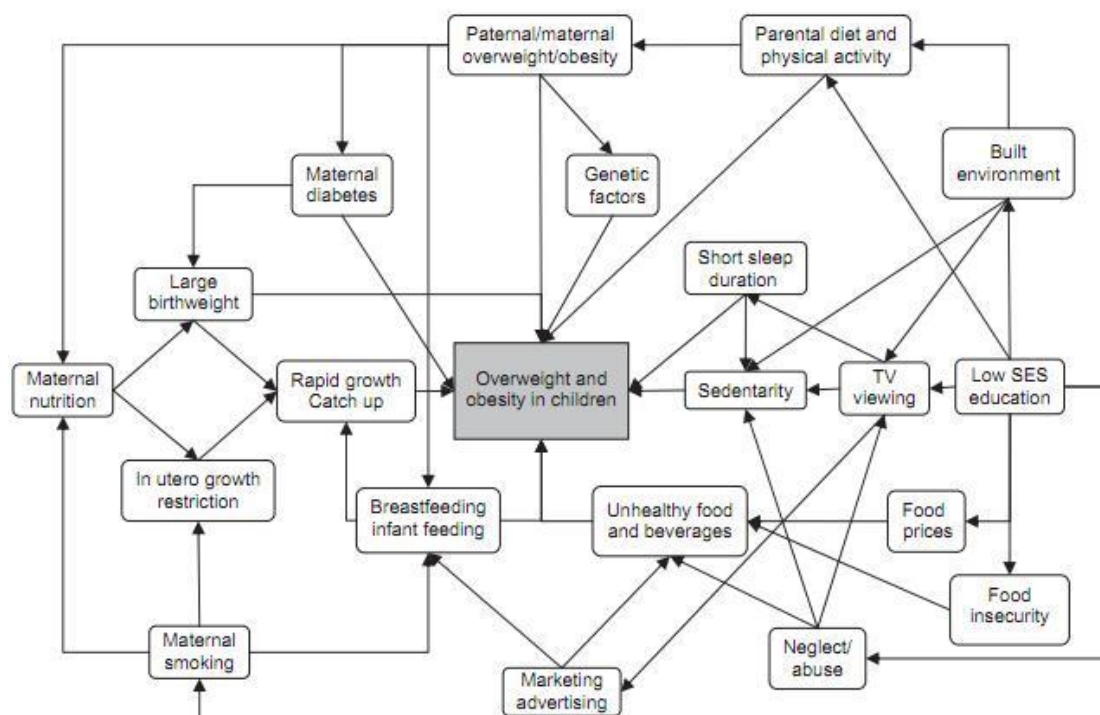 Paternal/maternal
overweight/obesity
Parental diet and
physical activity
Maternal
diabetes
Genetic
factors
Built
environment
Large
birthweight
Short sleep
duration
Maternal
nutrition
Rapid growth
Catch up
Overweight and
obesity in children
Sedentarity
TV
viewing
Low SES
education
In utero growth
restriction
Breastfeeding
infant feeding
Unhealthy food
and beverages
Food
prices
Food
insecurity
Maternal
smoking
Marketing
advertising
Neglect/
abuse